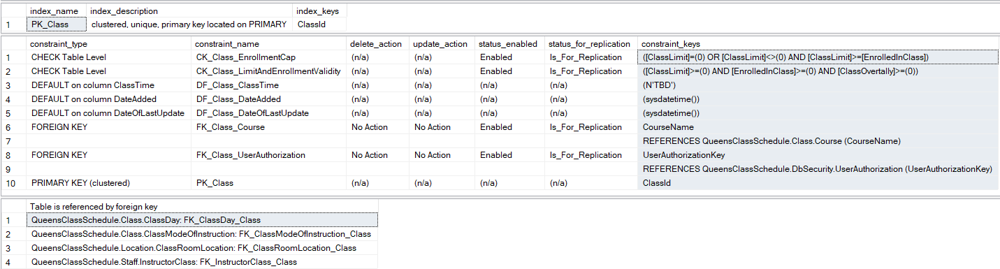 index_name index_description index_keys
1 PK_Class clustered, unique, primary key located on PRIMARY ClassId
constraint_type constraint_name delete_action update_action status_enabled status_for_replication constraint_keys
1 CHECK Table Level CK_Class_EnrollmentCap (n/a) (n/a) Enabled Is_For_Replication ([ClassLimit]=(0) OR [ClassLimit]<>(0) AND [ClassLimit]>=[EnrolledInClass])
2 CHECK Table Level CK_Class_LimitAndEnrollmentValidity (n/a) (n/a) Enabled Is_For_Replication ([ClassLimit]>=(0) AND [EnrolledInClass]>=(0) AND [ClassOvertally]>=(0))
3 DEFAULT on column ClassTime DF_Class_ClassTime (n/a) (n/a) (n/a) (n/a) (N'TBD')
4 DEFAULT on column DateAdded DF_Class_DateAdded (n/a) (n/a) (n/a) (n/a) (sysdatetime())
5 DEFAULT on column DateOfLastUpdate DF_Class_DateOfLastUpdate (n/a) (n/a) (n/a) (n/a) (sysdatetime())
6 FOREIGN KEY FK_Class_Course No Action No Action Enabled Is_For_Replication CourseName
7 REFERENCES QueensClassSchedule.Class.Course (CourseName)
8 FOREIGN KEY FK_Class_UserAuthorization No Action No Action Enabled Is_For_Replication UserAuthorizationKey
9 REFERENCES QueensClassSchedule.DbSecurity.UserAuthorization (UserAuthorizationKey)
10 PRIMARY KEY (clustered) PK_Class (n/a) (n/a) (n/a) (n/a) ClassId
Table is referenced by foreign key
1 QueensClassSchedule.Class.ClassDay: FK_ClassDay_Class
2 QueensClassSchedule.Class.ClassModeOfInstruction: FK_ClassModeOfInstruction_Class
3 QueensClassSchedule.Location.ClassRoomLocation: FK_ClassRoomLocation_Class
4 QueensClassSchedule.Staff.InstructorClass: FK_InstructorClass_Class